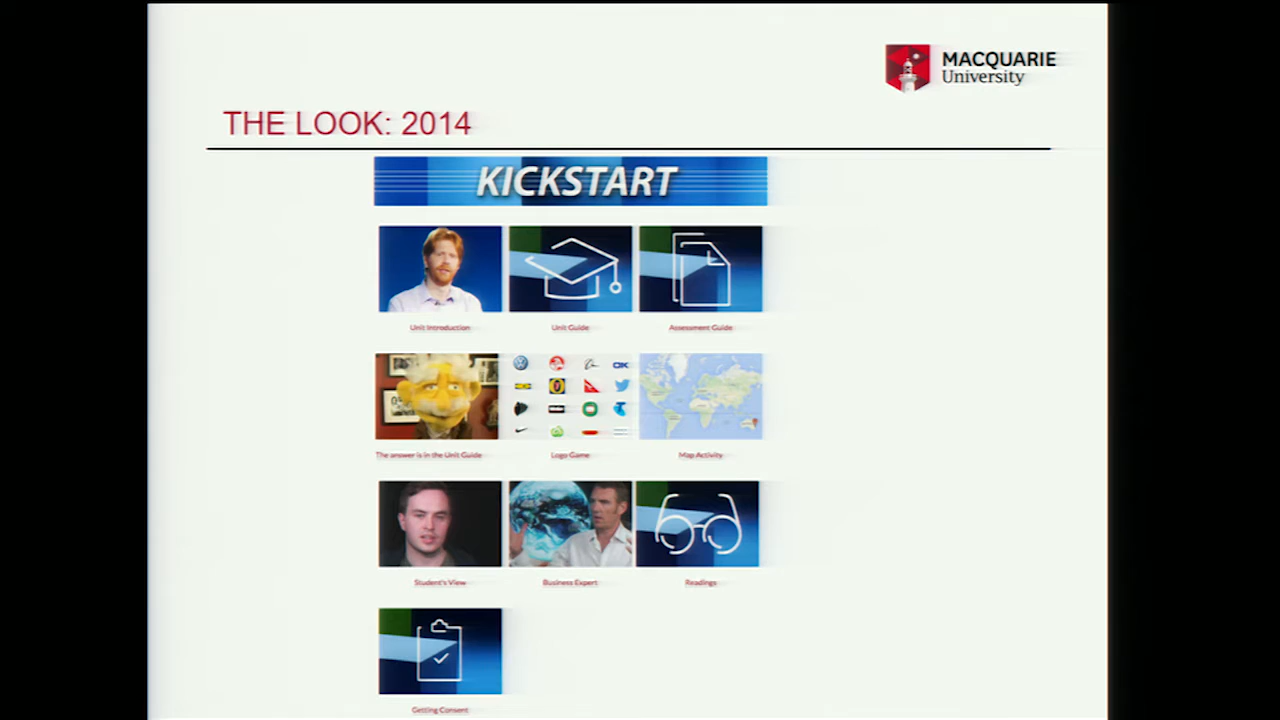 MACQUARIE
University
THE LOOK: 2014
KICKSTART
Unit Introduction
Unit Guide
Assessment Guide
OK
The answer is in the Unit Guide
Logo Game
Map Activity
Student's View
Business Expert
Readings
Getting Consent